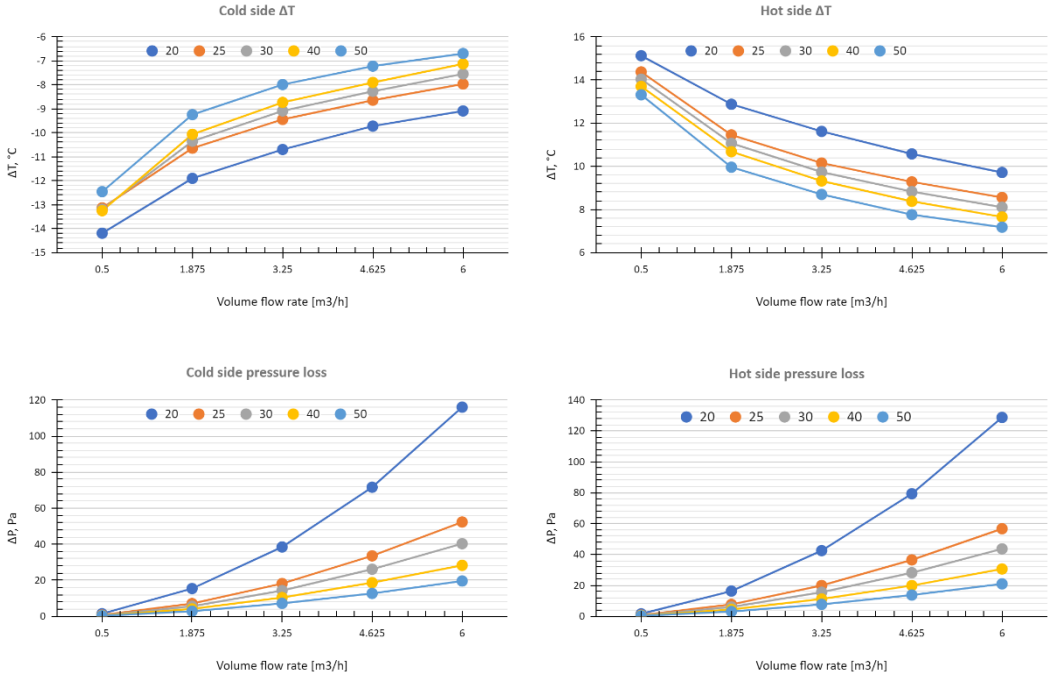 Cold side ΔT
-6
-7
-8
-9
-10
-11
-12
-13
-14
-15
ΔT, °C
20 25 30 40 50
0.5 1.875 3.25 4.625 6
Volume flow rate [m3/h]
Hot side ΔT
16
14
12
10
8
6
ΔT, °C
20 25 30 40 50
0.5 1.875 3.25 4.625 6
Volume flow rate [m3/h]
Cold side pressure loss
120
100
80
60
40
20
0
ΔP, Pa
20 25 30 40 50
0.5 1.875 3.25 4.625 6
Volume flow rate [m3/h]
Hot side pressure loss
140
120
100
80
60
40
20
0
ΔP, Pa
20 25 30 40 50
0.5 1.875 3.25 4.625 6
Volume flow rate [m3/h]